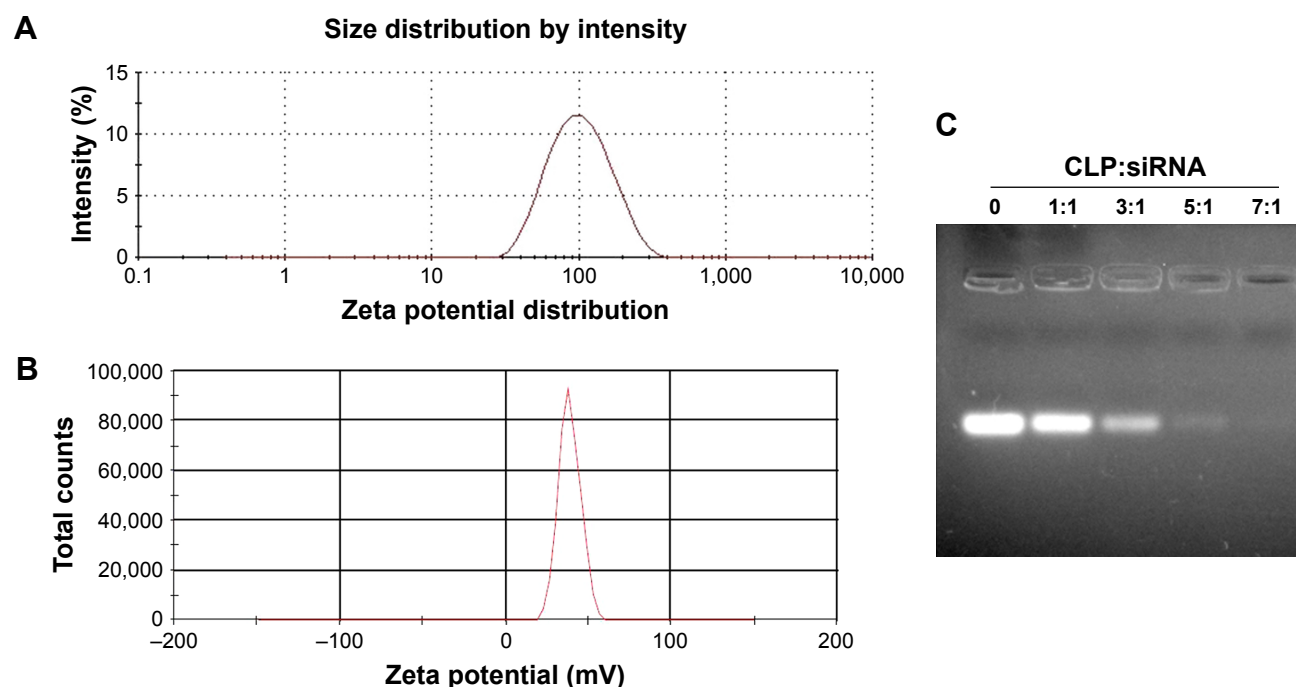 A
Size distribution by intensity
15
10
5
0
Intensity (%)
0.1 1 10 100 1,000 10,000
Zeta potential distribution
B
100,000
80,000
60,000
40,000
20,000
0
Total counts
–200 –100 0 100 200
Zeta potential (mV)
C
CLP:siRNA
0 1:1 3:1 5:1 7:1